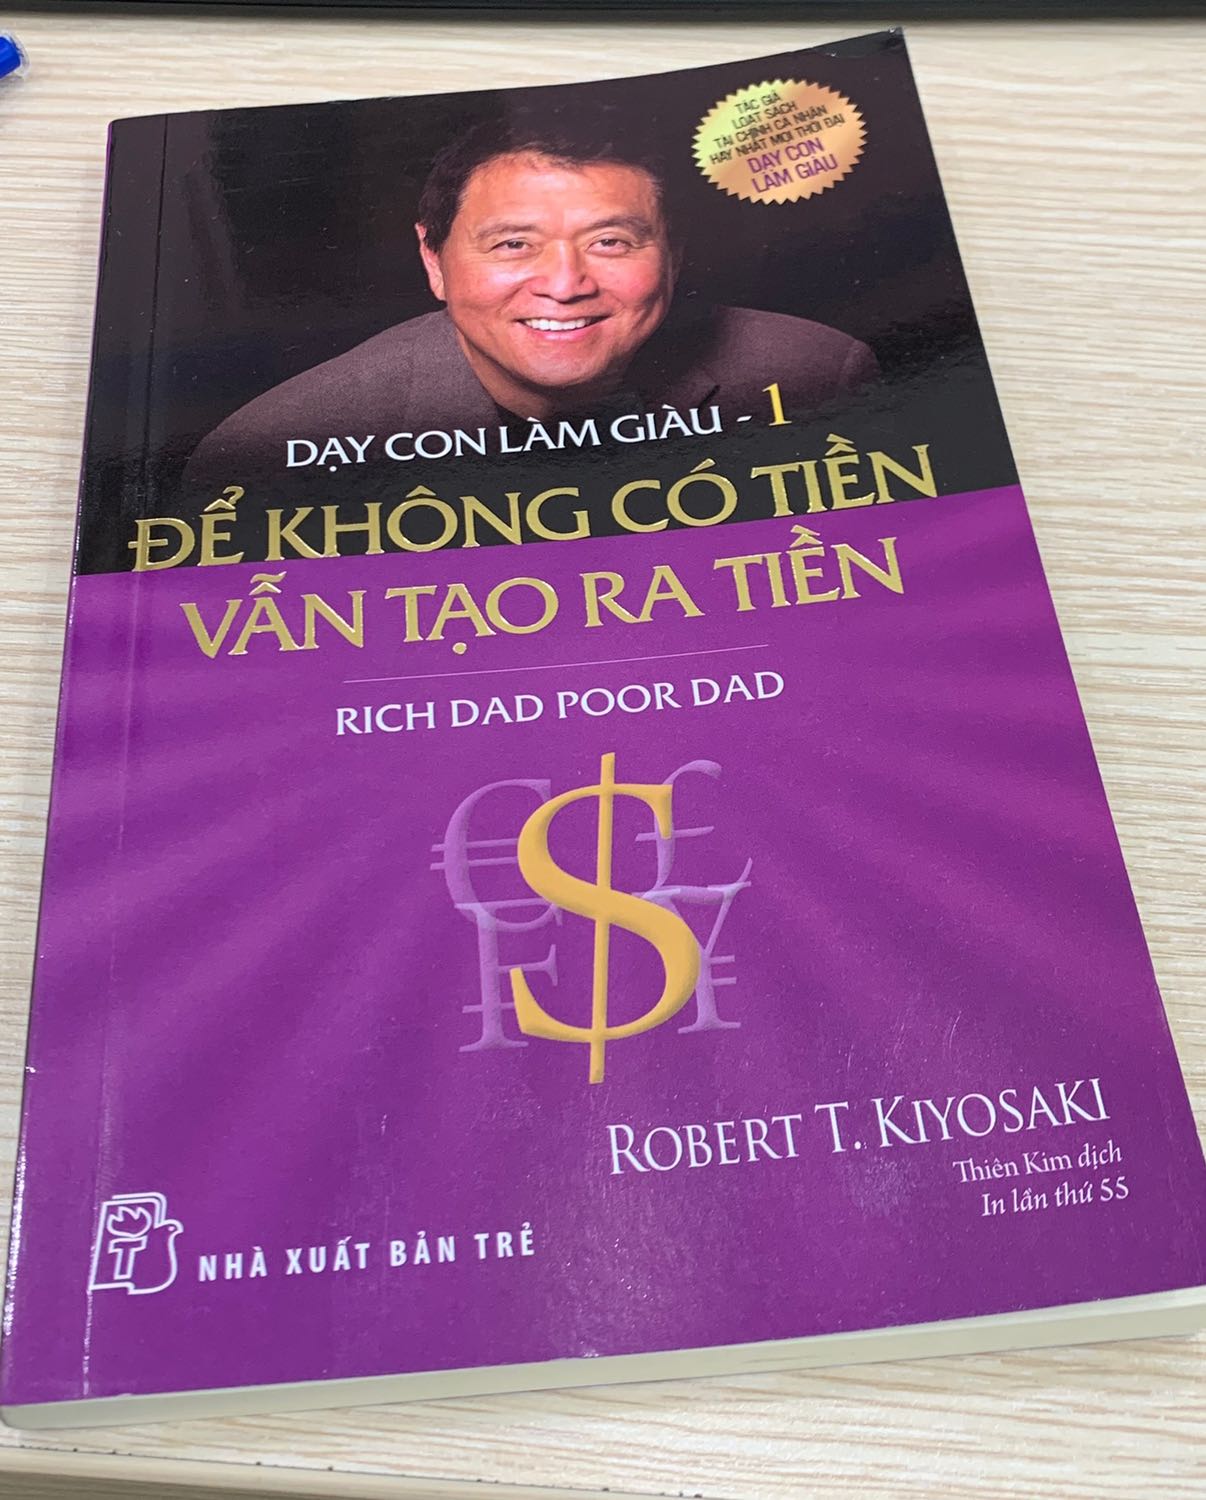 TÁC GIẢ
LOẠT SÁCH
TÀI CHÍNH CÁ NHÂN
HAY NHẤT MỌI THỜI ĐẠI
DẠY CON
LÀM GIÀU
DẠY CON LÀM GIÀU - 1
ĐỂ KHÔNG CÓ TIỀN
VẪN TẠO RA TIỀN
RICH DAD POOR DAD
€ £
$
F ¥
ROBERT T. KIYOSAKI
Thiên Kim dịch
In lần thứ 55
T
NHÀ XUẤT BẢN TRẺ